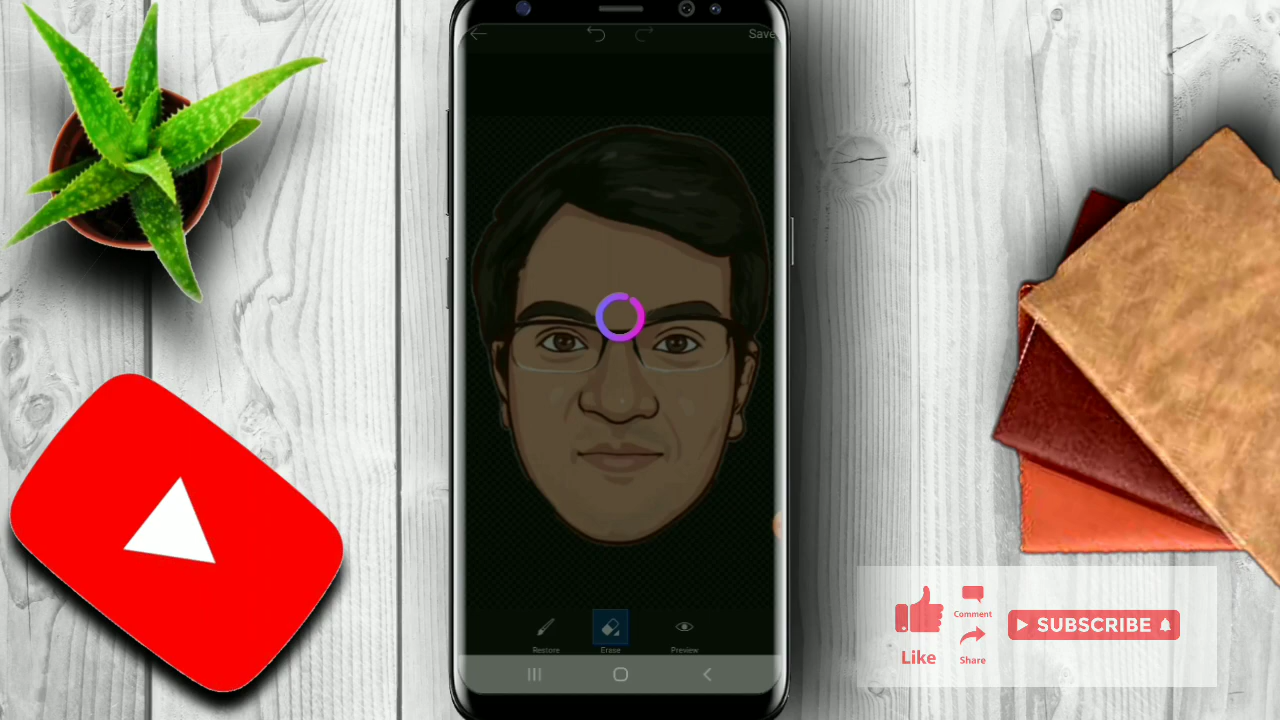 Save
Restore
Erase
Preview
Comment
SUBSCRIBE
Like
Share